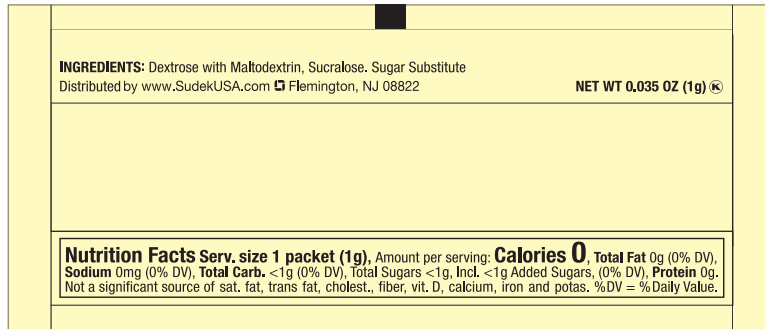 INGREDIENTS: Dextrose with Maltodextrin, Sucralose. Sugar Substitute
Distributed by www.SudekUSA.com Flemington, NJ 08822
NET WT 0.035 OZ (1g) K
Nutrition Facts Serv. size 1 packet (1g), Amount per serving: Calories 0, Total Fat 0g (0% DV),
Sodium 0mg (0% DV), Total Carb. <1g (0% DV), Total Sugars <1g, Incl. <1g Added Sugars, (0% DV), Protein 0g.
Not a significant source of sat. fat, trans fat, cholest., fiber, vit. D, calcium, iron and potas. %DV = %Daily Value.